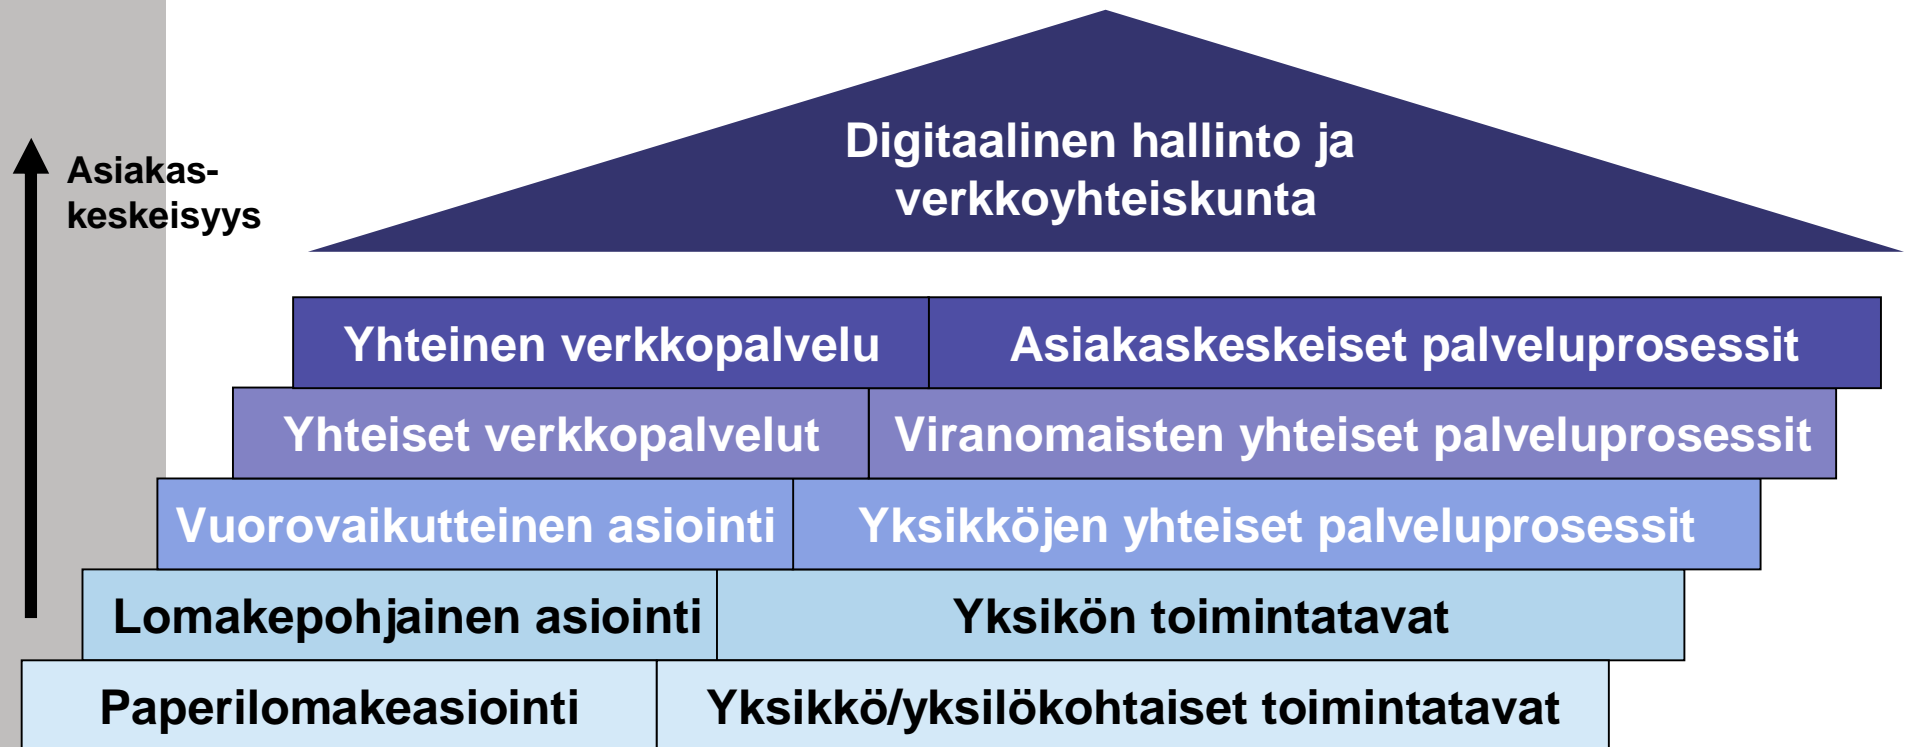 Digitaalinen hallinto ja
verkkoyhteiskunta
Asiakas-
keskeisyys
Yhteinen verkkopalvelu
Asiakaskeskeiset palveluprosessit
Yhteiset verkkopalvelut
Viranomaisten yhteiset palveluprosessit
Vuorovaikutteinen asiointi
Yksikköjen yhteiset palveluprosessit
Lomakepohjainen asiointi
Yksikön toimintatavat
Paperilomakeasiointi
Yksikkö/yksilökohtaiset toimintatavat